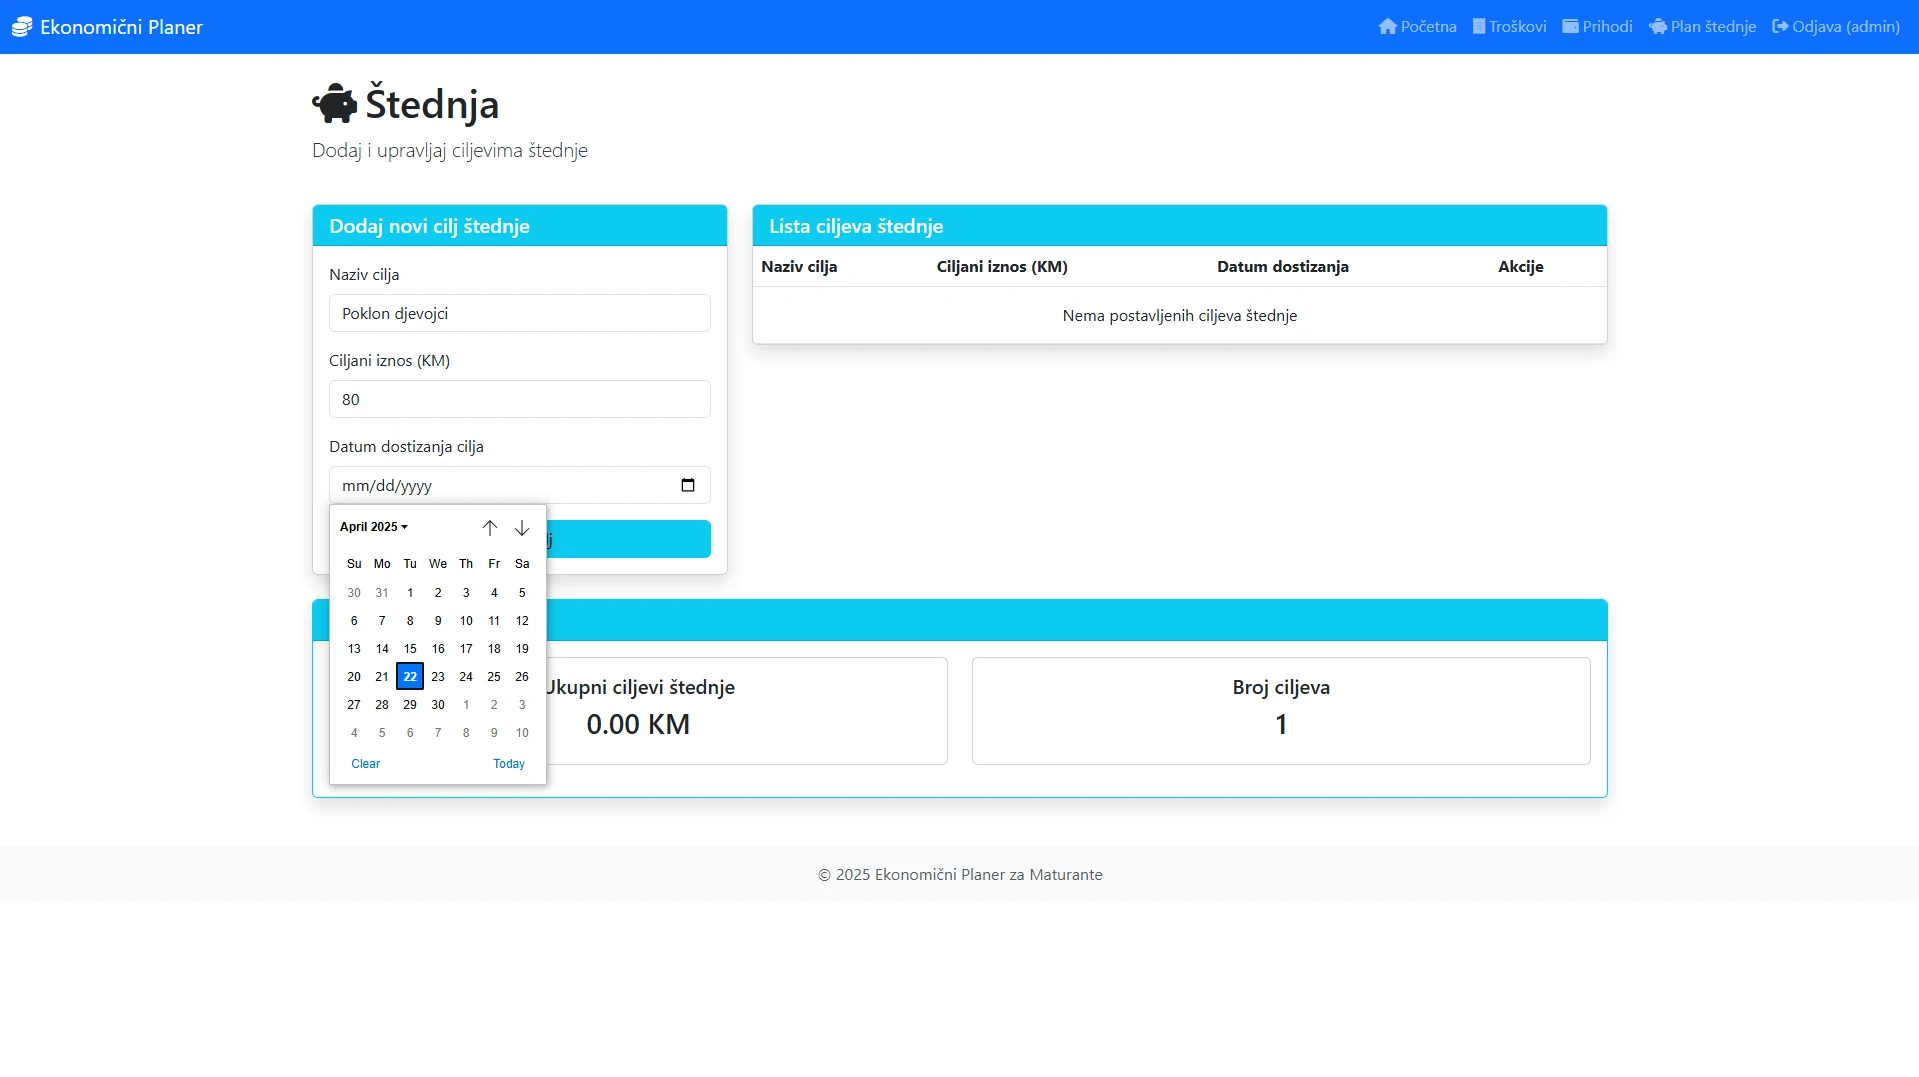 Ekonomični Planer
Početna
Troškovi
Prihodi
Plan štednje
Odjava (admin)
Štednja
Dodaj i upravljaj ciljevima štednje
Dodaj novi cilj štednje
Naziv cilja
Poklon djevojci
Ciljani iznos (KM)
80
Datum dostizanja cilja
mm/dd/yyyy
April 2025
Su Mo Tu We Th Fr Sa
30 31 1 2 3 4 5
6 7 8 9 10 11 12
13 14 15 16 17 18 19
20 21 22 23 24 25 26
27 28 29 30 1 2 3
4 5 6 7 8 9 10
Clear Today
Lista ciljeva štednje
Naziv cilja Ciljani iznos (KM) Datum dostizanja Akcije
Nema postavljenih ciljeva štednje
Ukupni ciljevi štednje
0.00 KM
Broj ciljeva
1
© 2025 Ekonomični Planer za Maturante